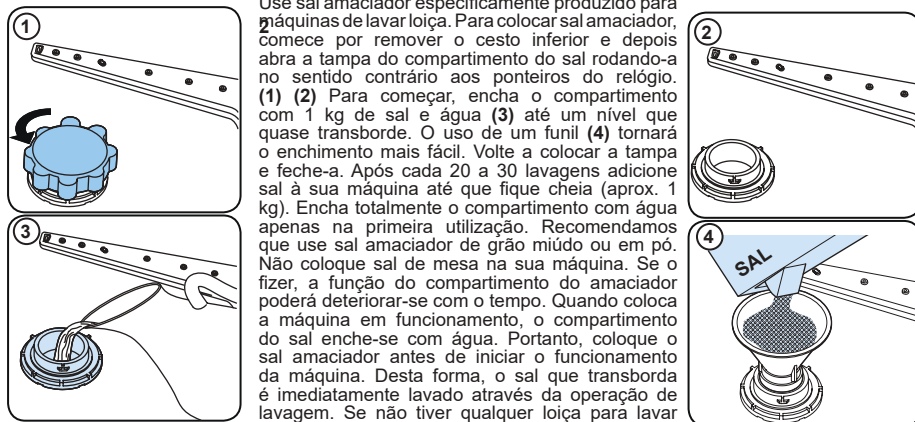 1
2
3
4
SAL
Use sal amaciador especificamente produzido para
2
máquinas de lavar loiça. Para colocar sal amaciador,
comece por remover o cesto inferior e depois
abra a tampa do compartimento do sal rodando-a
no sentido contrário aos ponteiros do relógio.
(1) (2) Para começar, encha o compartimento
com 1 kg de sal e água (3) até um nível que
quase transborde. O uso de um funil (4) tornará
o enchimento mais fácil. Volte a colocar a tampa
e feche-a. Após cada 20 a 30 lavagens adicione
sal à sua máquina até que fique cheia (aprox. 1
kg). Encha totalmente o compartimento com água
apenas na primeira utilização. Recomendamos
que use sal amaciador de grão miúdo ou em pó.
Não coloque sal de mesa na sua máquina. Se o
fizer, a função do compartimento do amaciador
poderá deteriorar-se com o tempo. Quando coloca
a máquina em funcionamento, o compartimento
do sal enche-se com água. Portanto, coloque o
sal amaciador antes de iniciar o funcionamento
da máquina. Desta forma, o sal que transborda
é imediatamente lavado através da operação de
lavagem. Se não tiver qualquer loiça para lavar